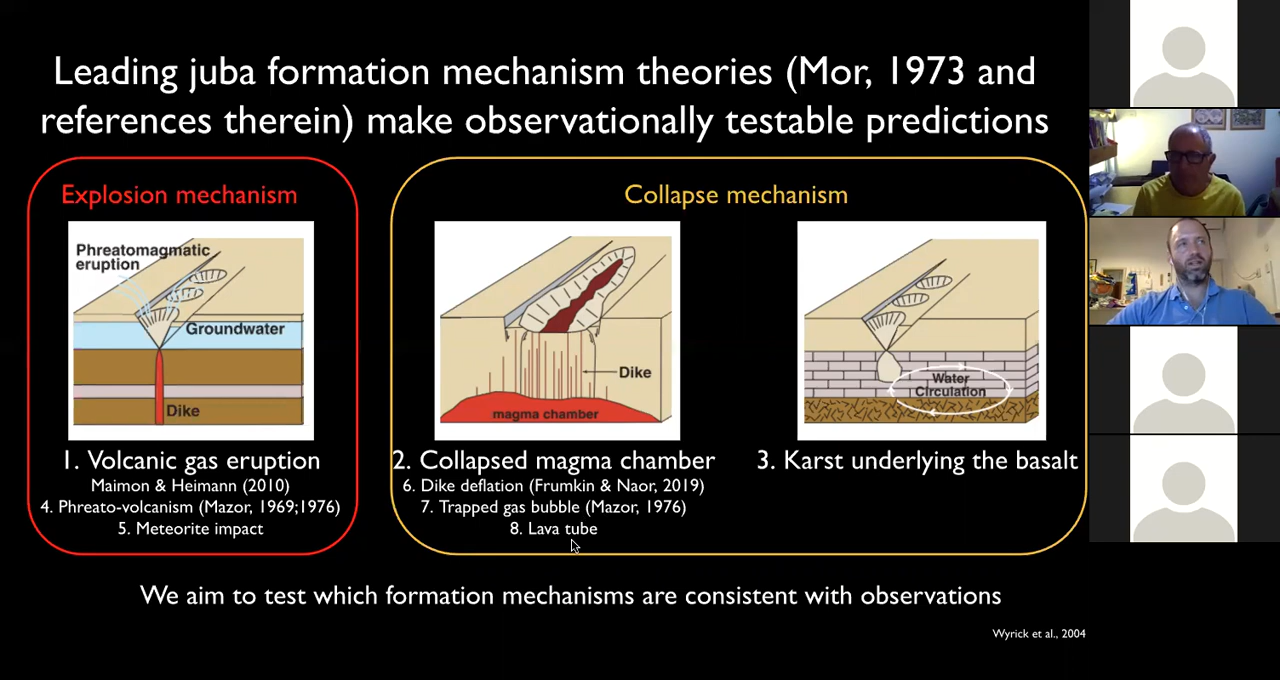 Leading juba formation mechanism theories (Mor, 1973 and
references therein) make observationally testable predictions
Explosion mechanism
Phreatomagmatic
eruption
Groundwater
Dike
1. Volcanic gas eruption
Maimon & Heimann (2010)
4. Phreato-volcanism (Mazor, 1969;1976)
5. Meteorite impact
Collapse mechanism
Dike
magma chamber
2. Collapsed magma chamber
6. Dike deflation (Frumkin & Naor, 2019)
7. Trapped gas bubble (Mazor, 1976)
8. Lava tube
Water
Circulation
3. Karst underlying the basalt
We aim to test which formation mechanisms are consistent with observations
Wyrick et al., 2004